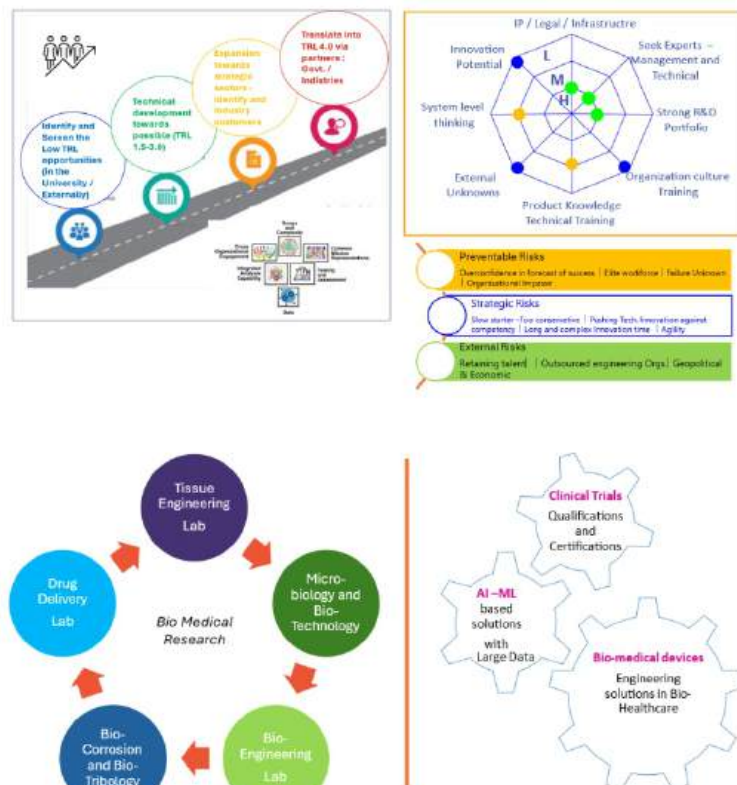 Identify and
Screen the
Low TRL
opportunities
(in the
University /
Externally)
Technical
development
towards
possible (TRL
1.5-3.0)
Expansion
towards
strategic
sectors -
identify and
industry
customers
Translate into
TRL 4.0 via
partners :
Govt. /
Indistries
Data
IP / Legal / Infrastructre
Innovation
Potential
Seek Experts –
Management and
Technical
System level
thinking
Strong R&D
Portfolio
External
Unknowns
Organization culture
Training
Product Knowledge
Technical Training
L
M
H
Preventable Risks
Overconfidence in forecast of success | Elite workforce | Failure Unknown
| Organisational Impasse
Strategic Risks
Slow starter –Too conservative | Pushing Tech. Innovation against
competency | Long and complex Innovation time | Agility
External Risks
Retaining talent | Outsourced engineering Orgs | Geopolitical
& Economic
Tissue
Engineering
Lab
Micro-
biology and
Bio-
Technology
Bio-
Engineering
Lab
Bio-
Corrosion
and Bio-
Tribology
Drug
Delivery
Lab
Bio Medical
Research
Clinical Trials
Qualifications
and
Certifications
AI –ML
based
solutions
with
Large Data
Bio-medical devices
Engineering
solutions in Bio-
Healthcare